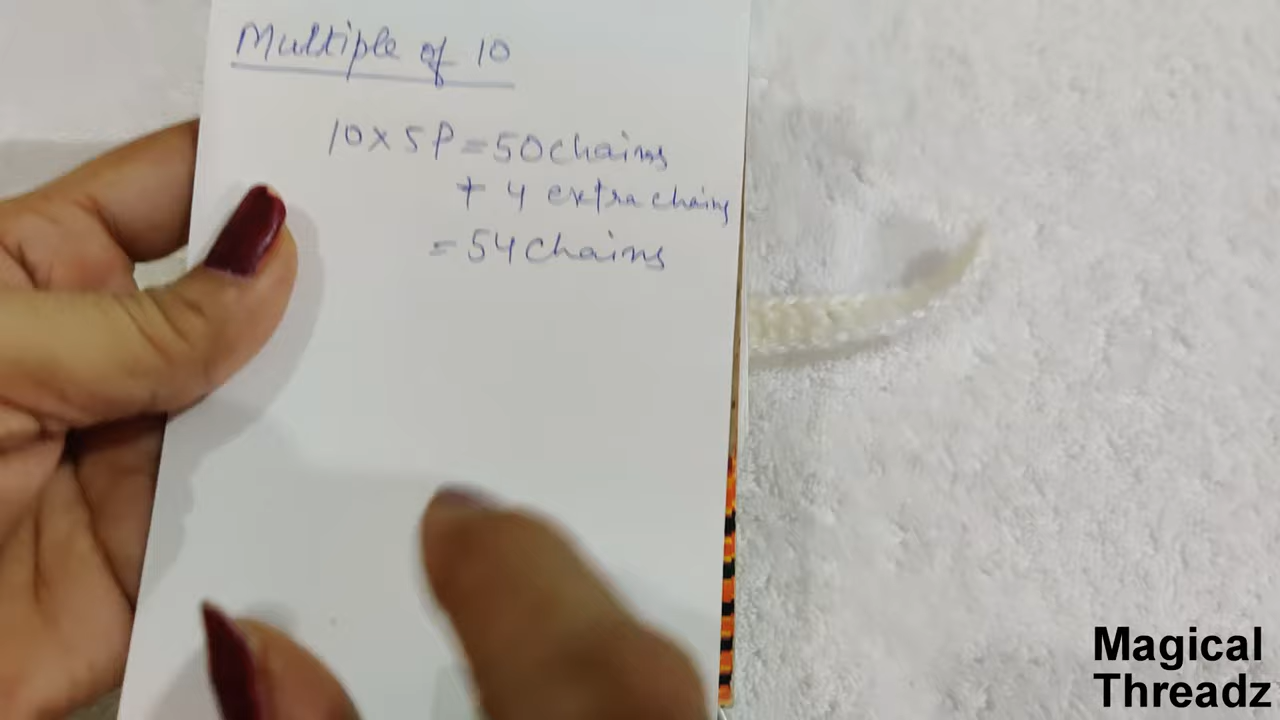 Multiple of 10
10 x 5P = 50 chains
+ 4 extra chains
= 54 chains
Magical
Threadz